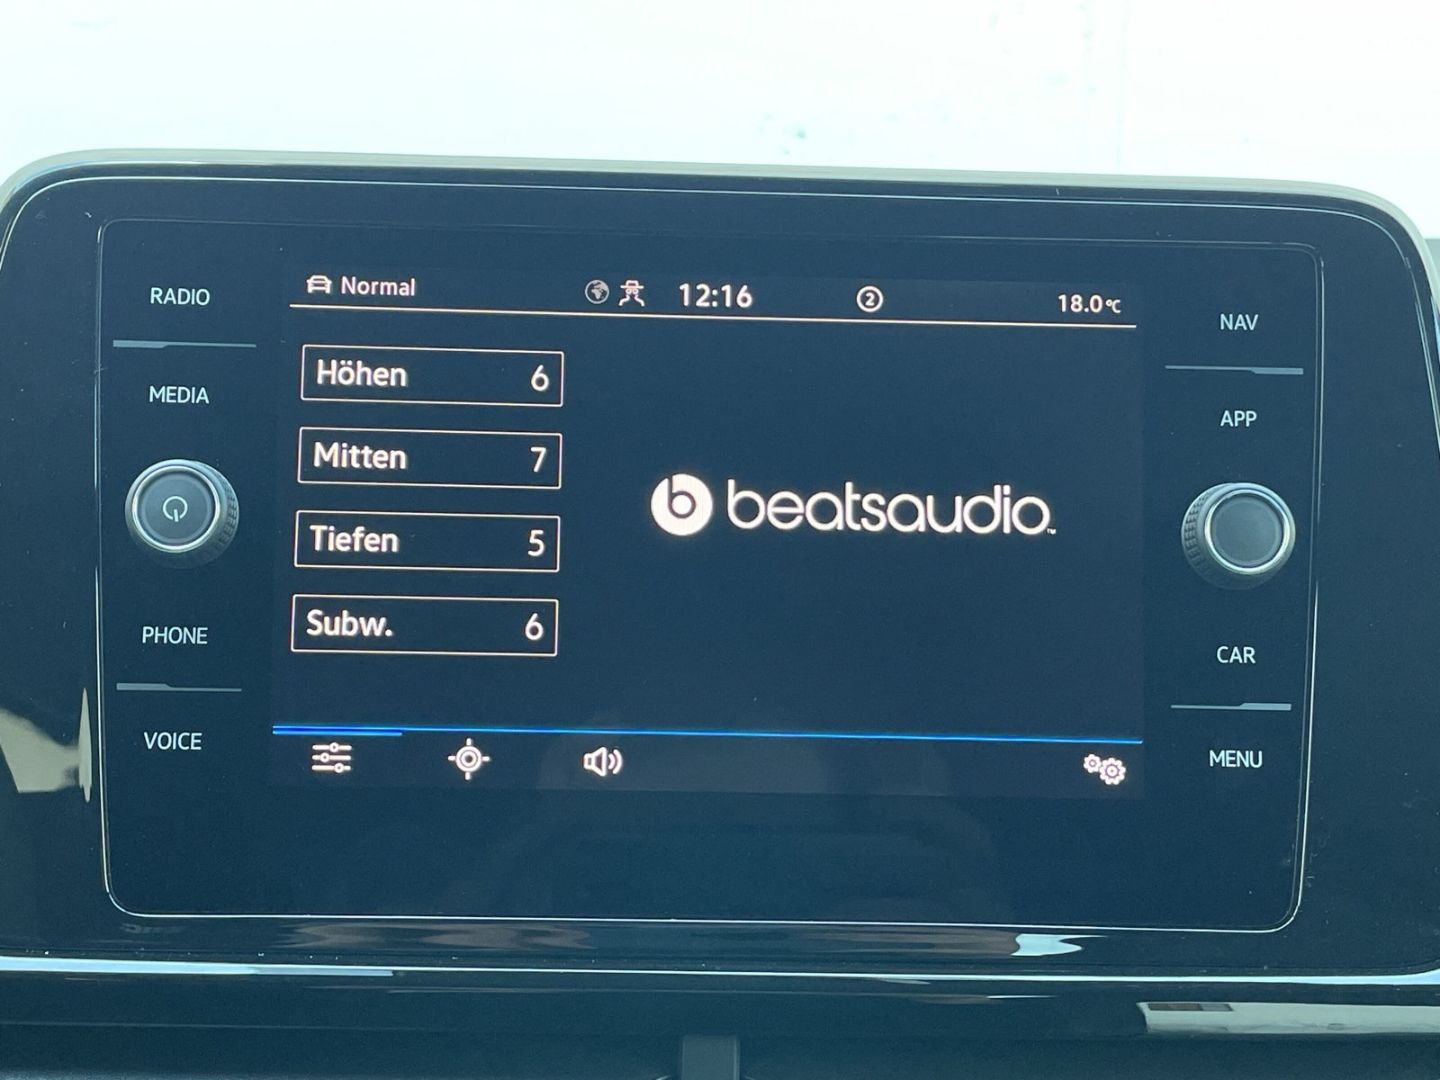 RADIO
MEDIA
PHONE
VOICE
Normal
12:16
2
18.0°C
Höhen 6
Mitten 7
Tiefen 5
Subw. 6
b beatsaudio™
NAV
APP
CAR
MENU